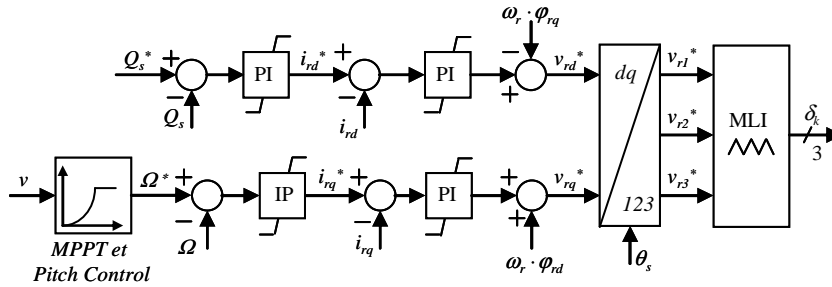 ω_r · φ_rq
Q_s* + − Q_s PI i_rd* + − i_rd PI − + v_rd* dq v_r1*
v_r2* MLI δ_k 3
v Ω* + − Ω IP i_rq* + − i_rq PI + + v_rq* 123 v_r3*
MPPT et
Pitch Control
ω_r · φ_rd
θ_s